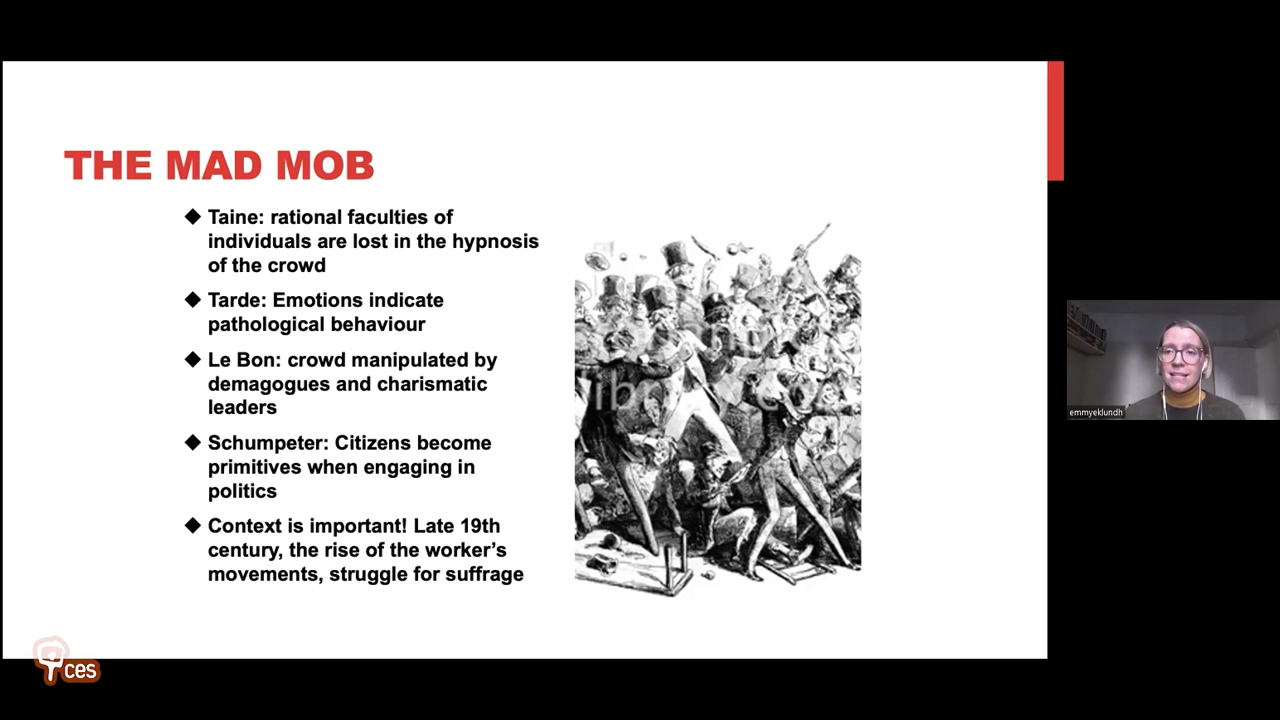 THE MAD MOB
◆ Taine: rational faculties of
individuals are lost in the hypnosis
of the crowd
◆ Tarde: Emotions indicate
pathological behaviour
◆ Le Bon: crowd manipulated by
demagogues and charismatic
leaders
◆ Schumpeter: Citizens become
primitives when engaging in
politics
◆ Context is important! Late 19th
century, the rise of the worker’s
movements, struggle for suffrage
emmyeklundh
ces